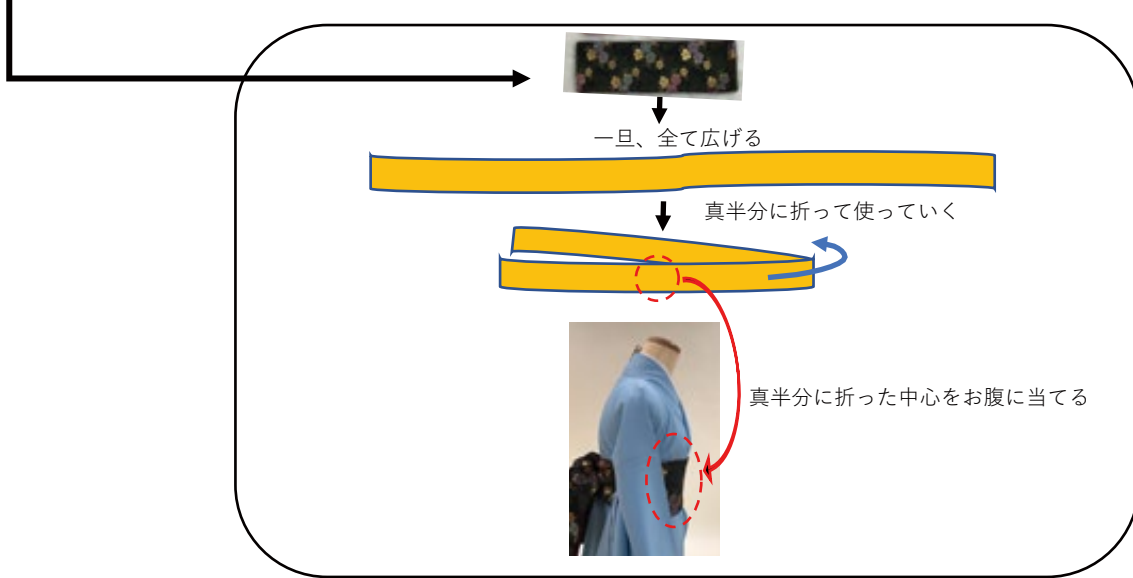 一旦、全て広げる
真半分に折って使っていく
真半分に折った中心をお腹に当てる